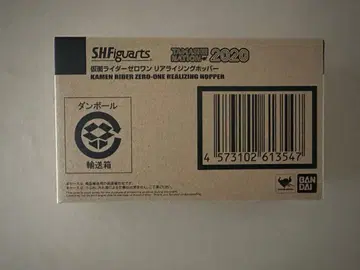 S.H.Figuarts
TAMASHII NATION 2020
仮面ライダーゼロワン リアライジングホッパー
KAMEN RIDER ZERO-ONE REALIZING HOPPER
ダンボール
輸送箱
4 573102 613547
BANDAI